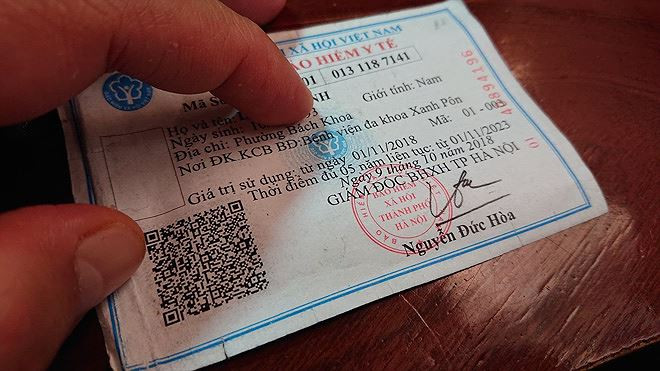 XÃ HỘI VIỆT NAM
BẢO HIỂM Y TẾ
01 013 118 7141
Mã
Họ và tên
Giới tính: Nam
Ngày sinh:
Địa chỉ: Phường Bách Khoa
Nơi ĐK KCB BĐ: Bệnh viện đa khoa Xanh Pôn
Mã: 01 - 003
Giá trị sử dụng: từ ngày 01/11/2018
Thời điểm đủ 05 năm liên tục: từ 01/11/2023
Ngày 9 tháng 10 năm 2018
GIÁM ĐỐC BHXH TP HÀ NỘI
BẢO HIỂM
XÃ HỘI
THÀNH PHỐ
HÀ NỘI
Nguyễn Đức Hòa